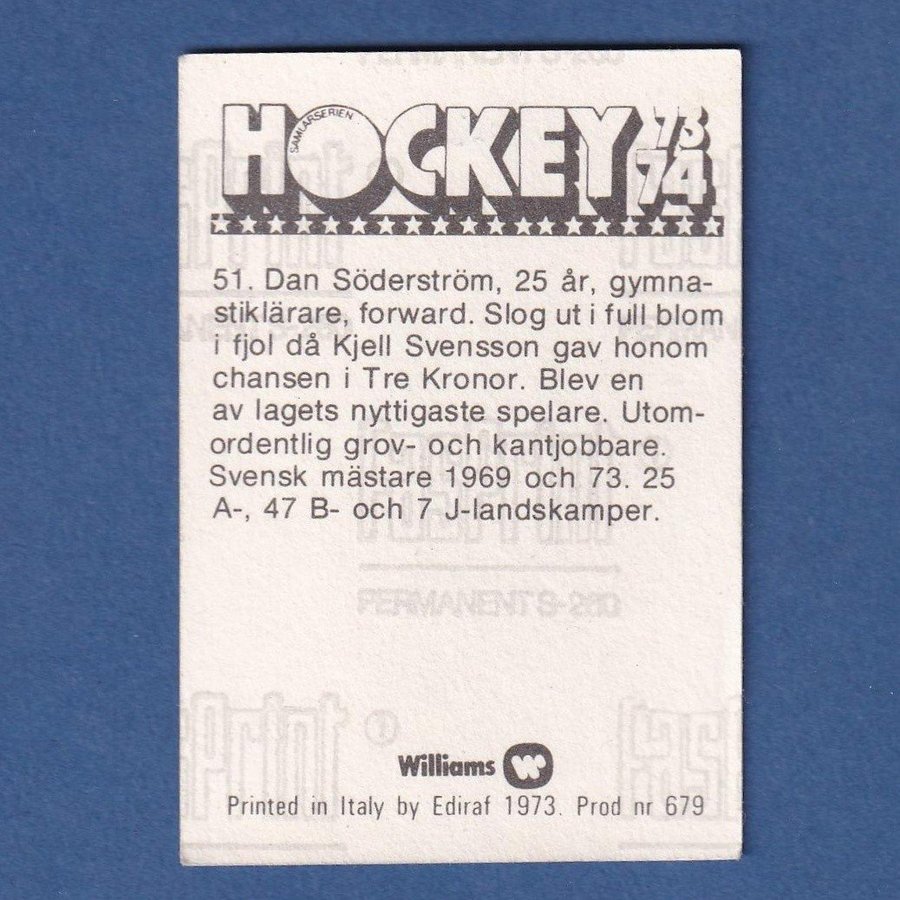 HOCKEY 73 74
SAMLARSERIEN
51. Dan Söderström, 25 år, gymna-
stiklärare, forward. Slog ut i full blom
i fjol då Kjell Svensson gav honom
chansen i Tre Kronor. Blev en
av lagets nyttigaste spelare. Utom-
ordentlig grov- och kantjobbare.
Svensk mästare 1969 och 73. 25
A-, 47 B- och 7 J-landskamper.
PERMANENT S-
Williams
Printed in Italy by Ediraf 1973. Prod nr 679